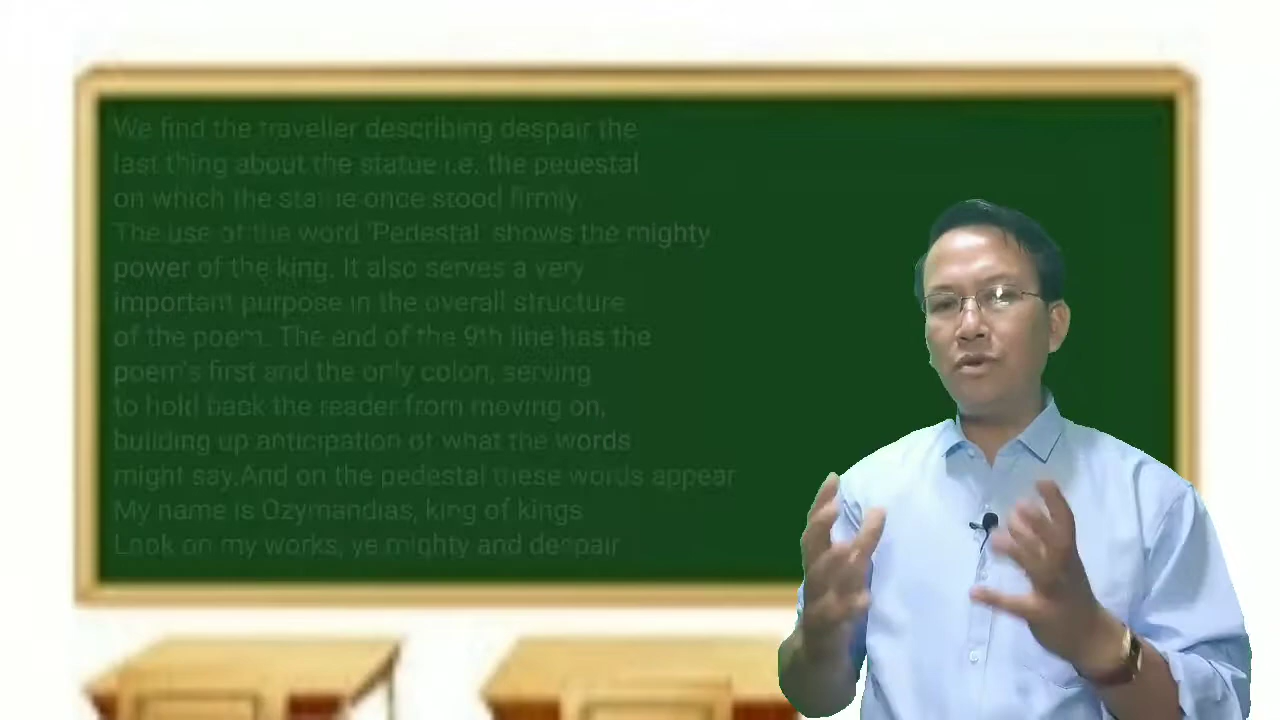 We find the traveller describing despair the
last thing about the statue i.e. the pedestal
on which the statue once stood firmly.
The use of the word 'Pedestal' shows the mighty
power of the king. It also serves a very
important purpose in the overall structure
of the poem. The end of the 9th line has the
poem's first and the only colon, serving
to hold back the reader from moving on,
building up anticipation of what the words
might say.And on the pedestal these words appear
My name is Ozymandias, king of kings
Look on my works, ye mighty and despair